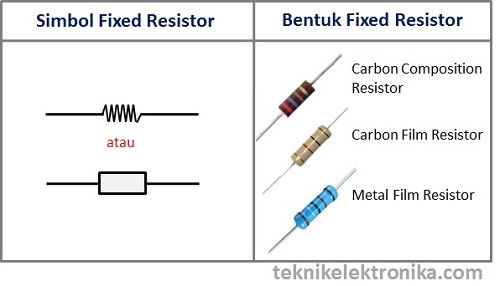 Simbol Fixed Resistor
Bentuk Fixed Resistor
atau
Carbon Composition
Resistor
Carbon Film Resistor
Metal Film Resistor
teknikelektronika.com